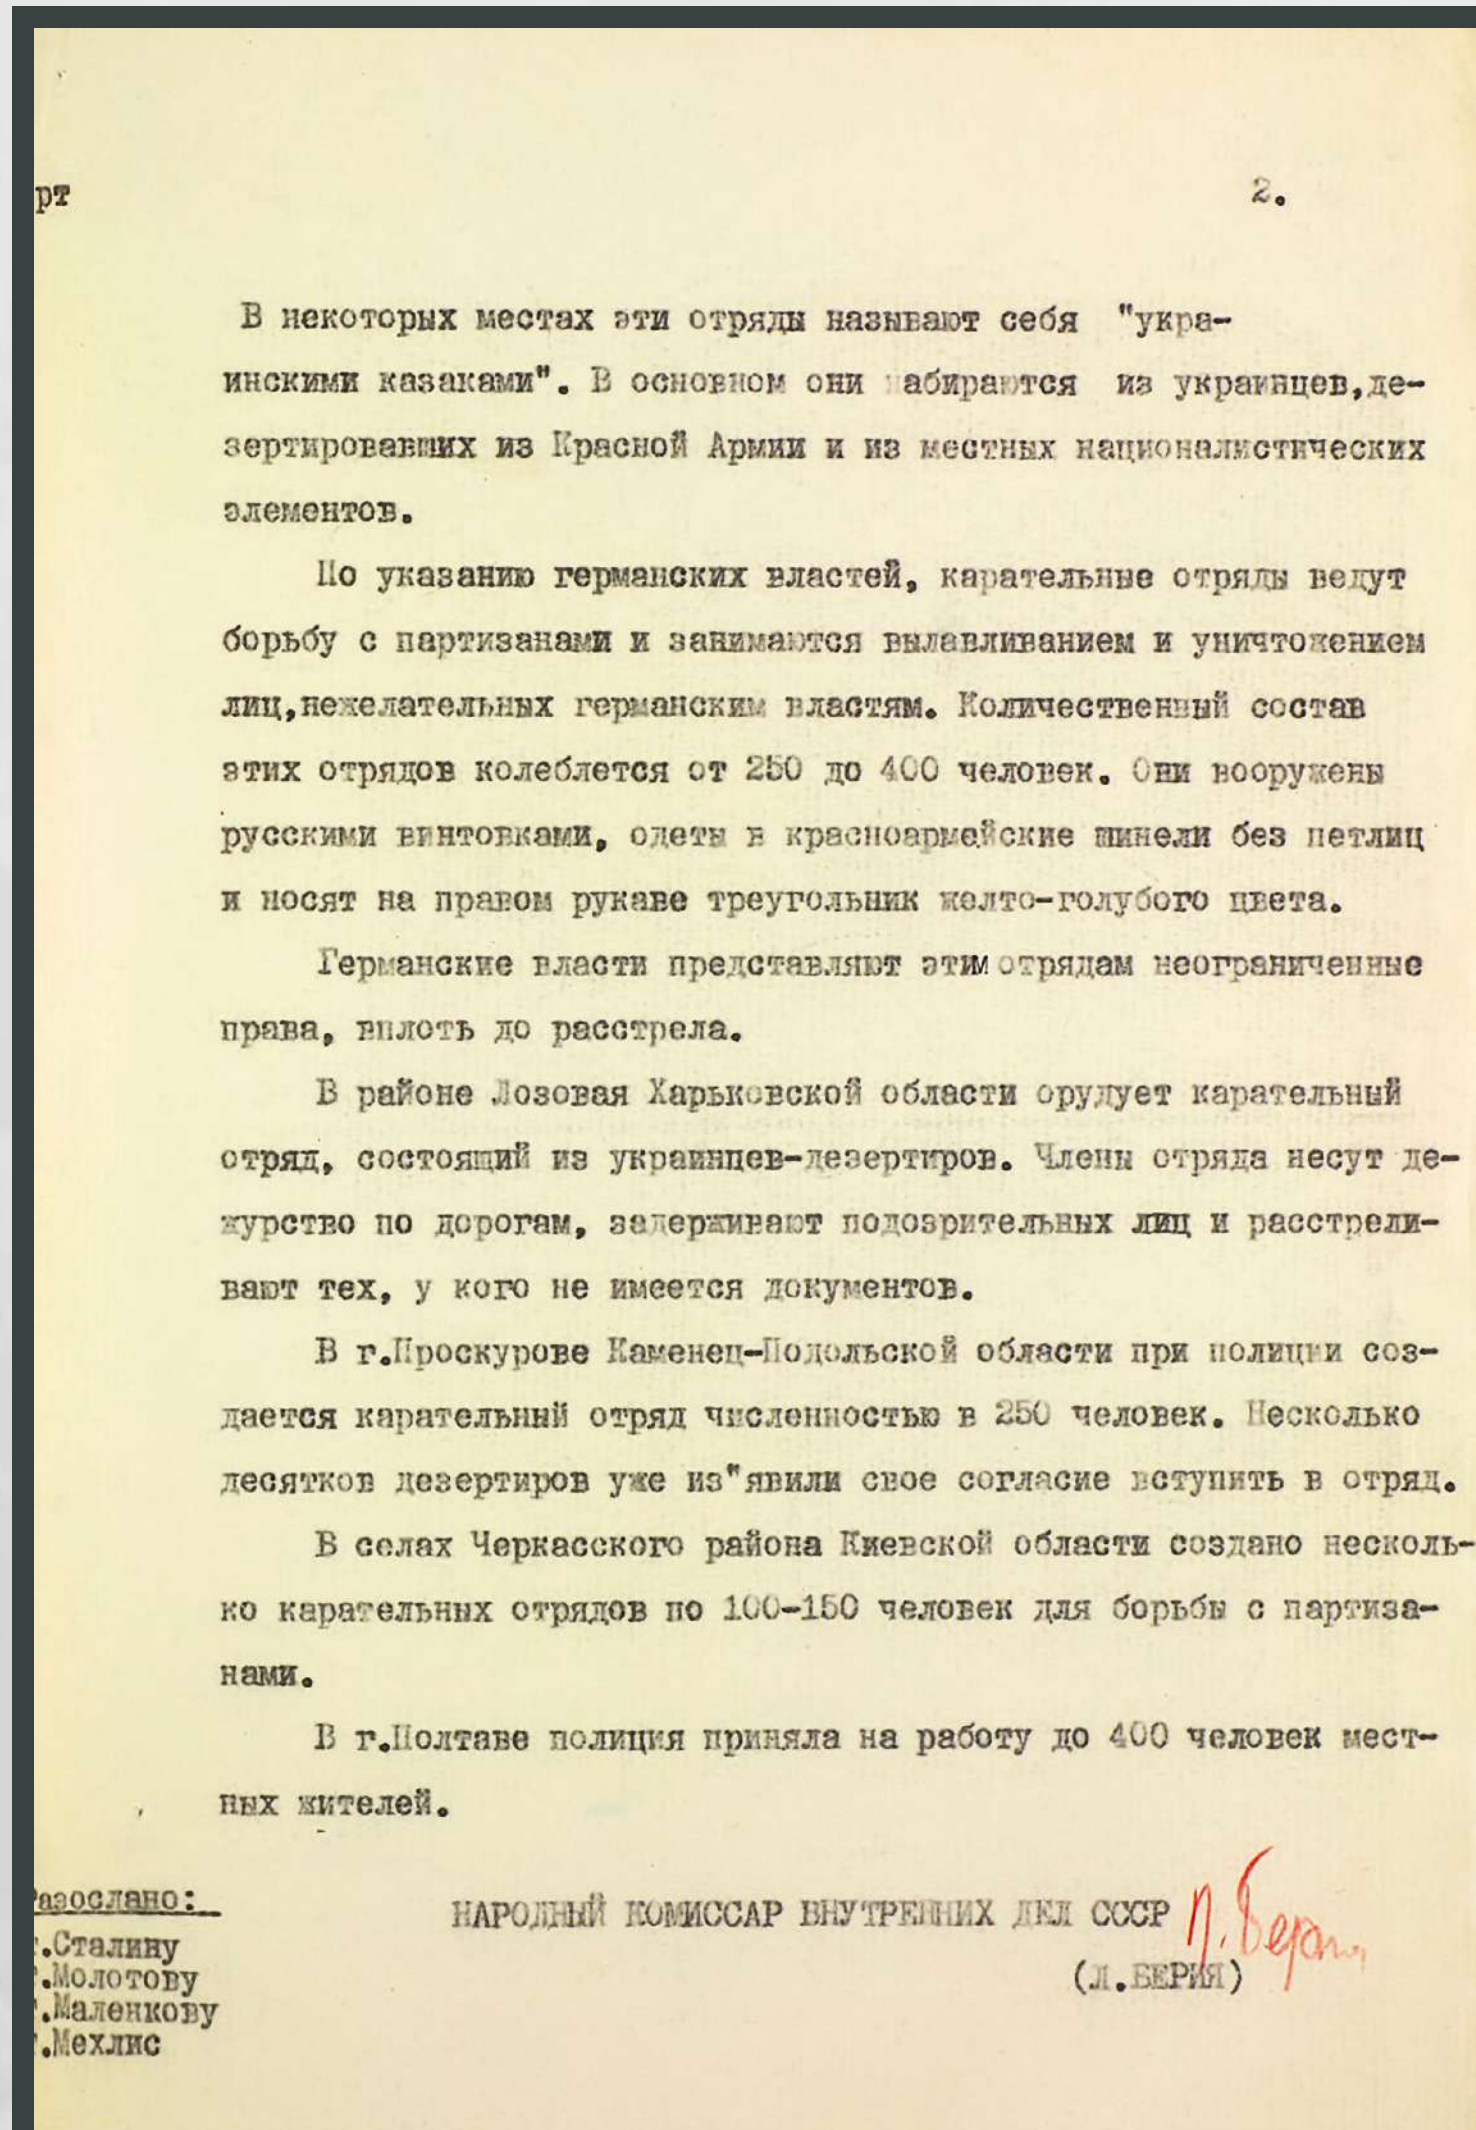 рт
2.
В некоторых местах эти отряды называют себя "укра-
инскими казаками". В основном они абираются из украинцев,де-
зертировавших из Красной Армии и из местных националистических
элементов.
По указанию германских властей, карательные отряды ведут
борьбу с партизанами и занимаются вылавливанием и уничтожением
лиц,нежелательных германским властям. Количественный состав
этих отрядов колеблется от 250 до 400 человек. Они вооружены
русскими винтовками, одеты в красноармейские шинели без петлиц
и носят на правом рукаве треугольник желто-голубого цвета.
Германские власти представляют этим отрядам неограниченные
права, вплоть до расстрела.
В районе Лозовая Харьковской области орудует карательный
отряд, состоящий из украинцев-дезертиров. Члены отряда несут де-
журство по дорогам, задерживают подозрительных лиц и расстрели-
вают тех, у кого не имеется документов.
В г.Проскурове Каменец-Подольской области при полиции соз-
дается карательный отряд численностью в 250 человек. Несколько
десятков дезертиров уже из"явили свое согласие вступить в отряд.
В селах Черкасского района Киевской области создано несколь-
ко карательных отрядов по 100-150 человек для борьбы с партиза-
нами.
В г.Полтаве полиция приняла на работу до 400 человек мест-
ных жителей.
НАРОДНЫЙ КОМИССАР ВНУТРЕННИХ ДЕЛ СССР Л. Берия
(Л.БЕРИЯ)
Разослано:
т.Сталину
т.Молотову
т.Маленкову
т.Мехлис